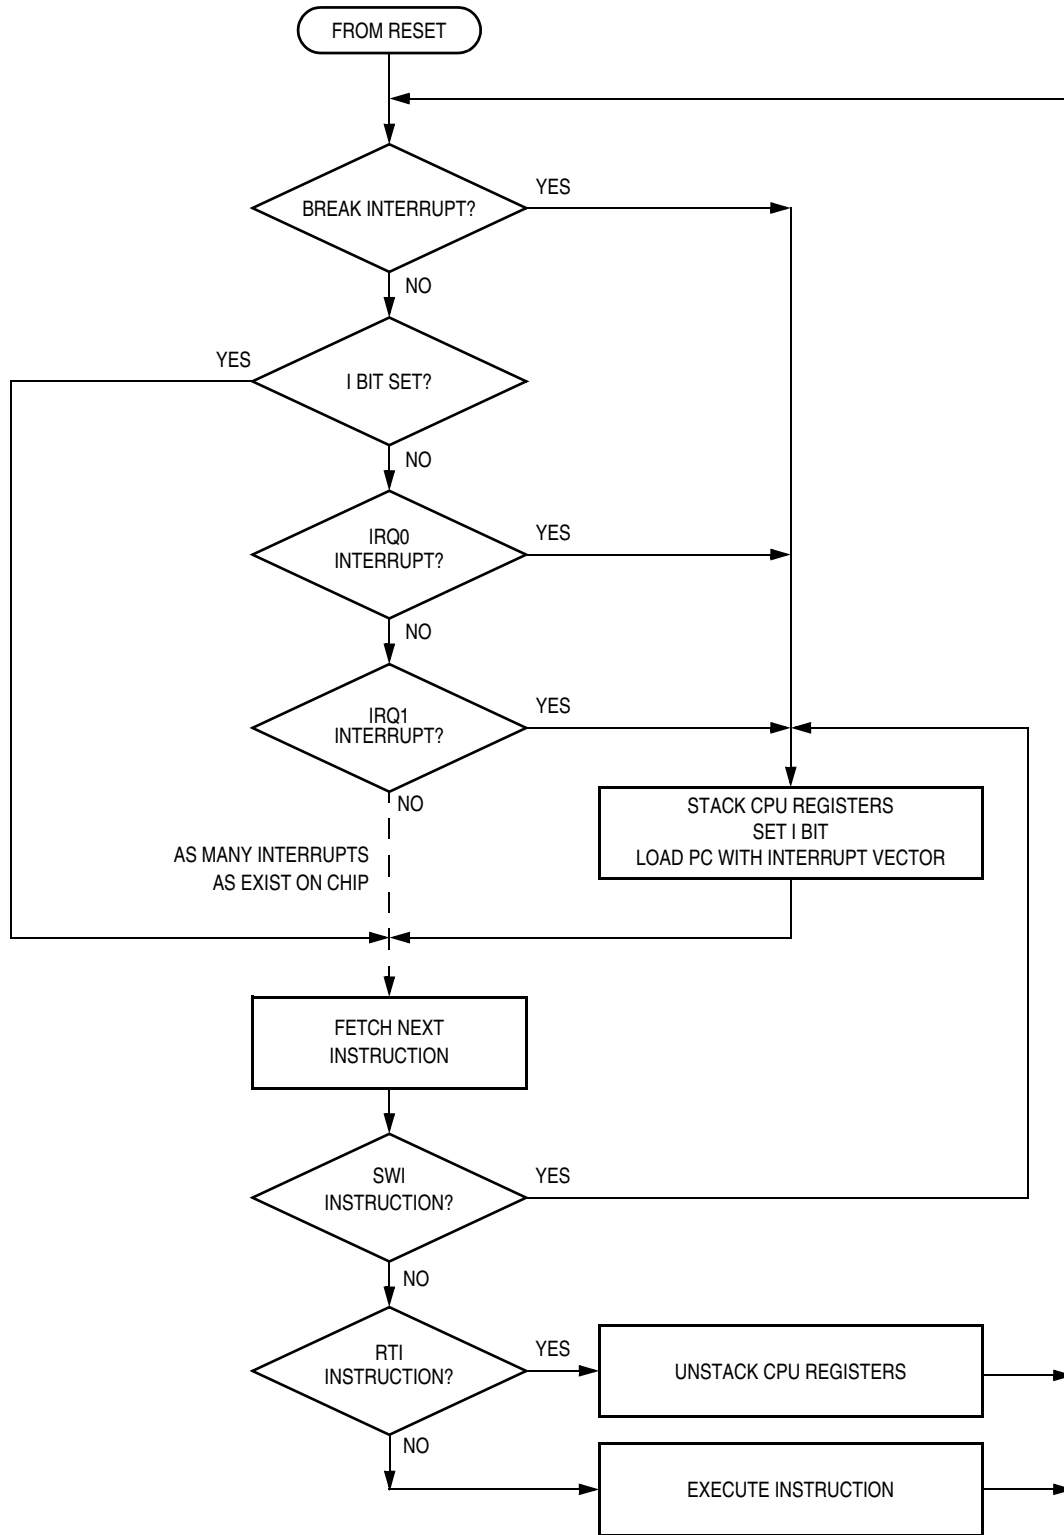 FROM RESET
BREAK INTERRUPT?
YES
NO
YES
I BIT SET?
NO
IRQ0
INTERRUPT?
YES
NO
IRQ1
INTERRUPT?
YES
NO
STACK CPU REGISTERS
SET I BIT
LOAD PC WITH INTERRUPT VECTOR
AS MANY INTERRUPTS
AS EXIST ON CHIP
FETCH NEXT
INSTRUCTION
SWI
INSTRUCTION?
YES
NO
RTI
INSTRUCTION?
YES
UNSTACK CPU REGISTERS
NO
EXECUTE INSTRUCTION